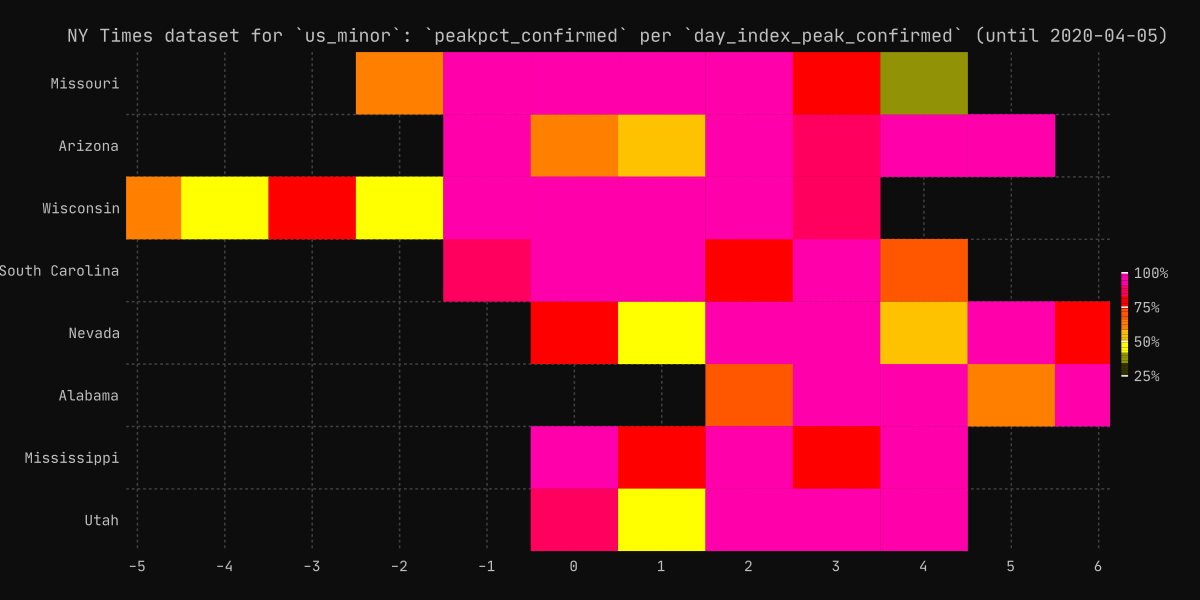 NY Times dataset for `us_minor`: `peakpct_confirmed` per `day_index_peak_confirmed` (until 2020-04-05)
Missouri
Arizona
Wisconsin
South Carolina
Nevada
Alabama
Mississippi
Utah
-5 -4 -3 -2 -1 0 1 2 3 4 5 6
100%
75%
50%
25%